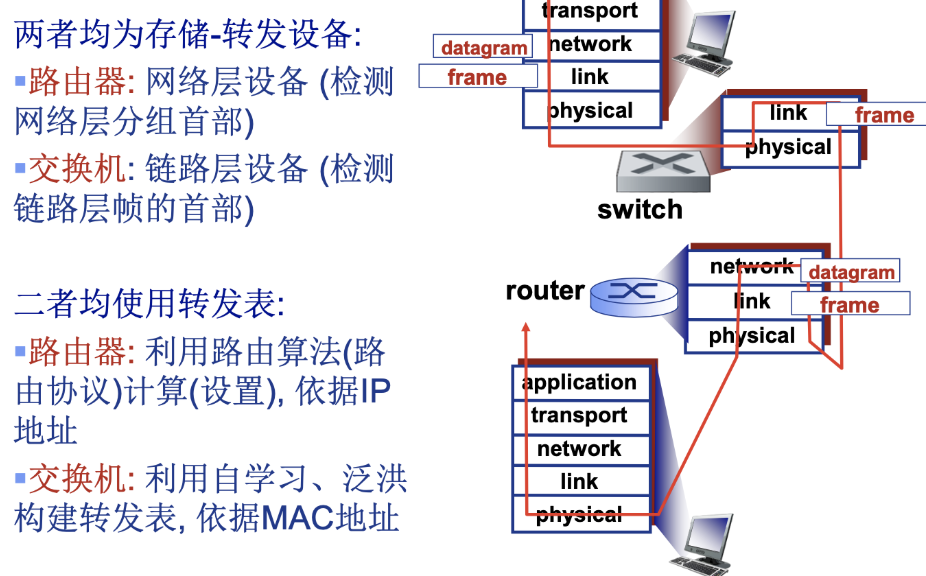 两者均为存储-转发设备:
▪路由器: 网络层设备 (检测
网络层分组首部)
▪交换机: 链路层设备 (检测
链路层帧的首部)
二者均使用转发表:
▪路由器: 利用路由算法(路
由协议)计算(设置), 依据IP
地址
▪交换机: 利用自学习、泛洪
构建转发表, 依据MAC地址
transport
datagram
network
frame
link
physical
link
frame
physical
switch
network
datagram
router
link
frame
physical
application
transport
network
link
physical